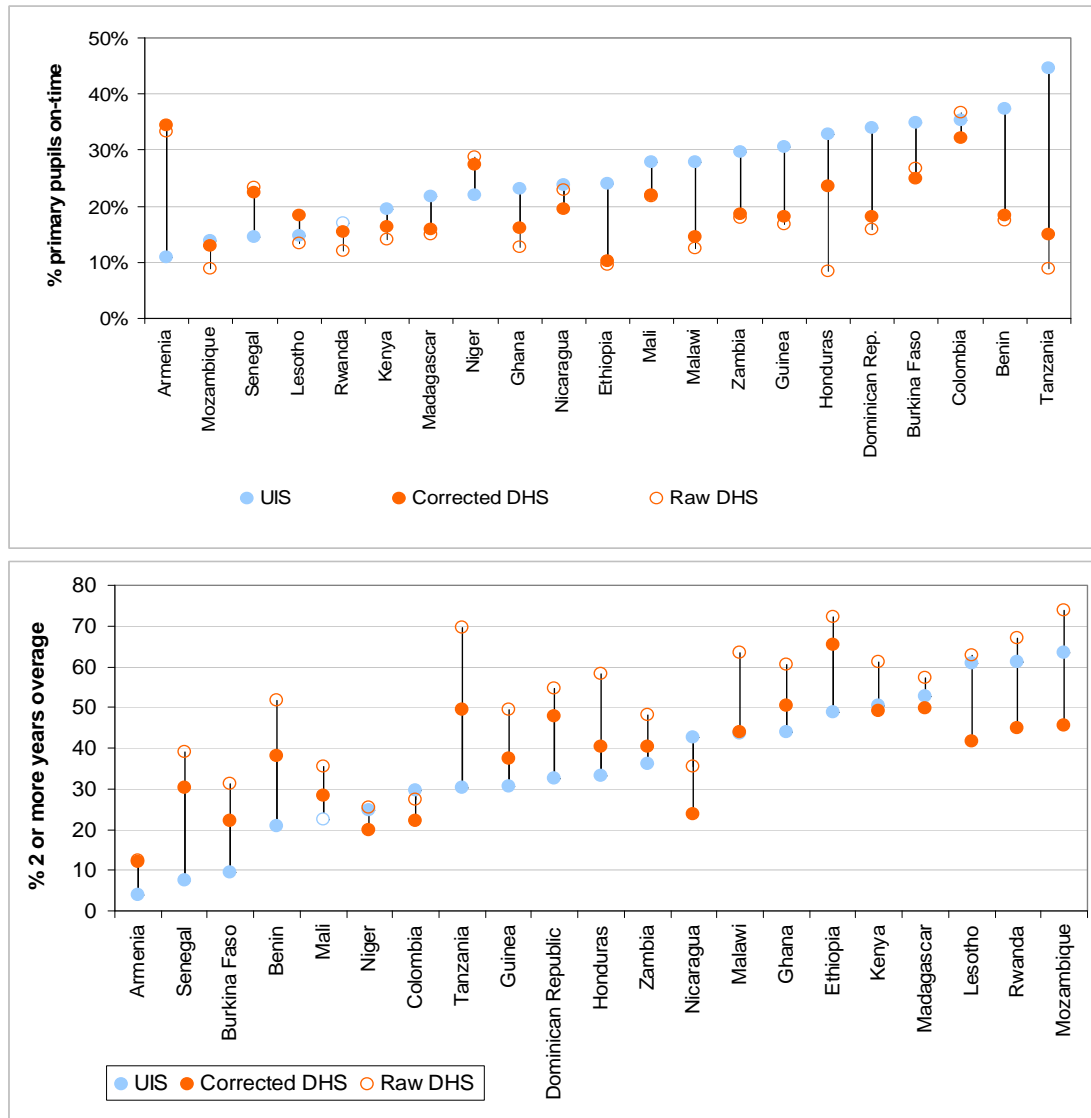 50%
40%
30%
20%
10%
0%
% primary pupils on-time
Armenia
Mozambique
Senegal
Lesotho
Rwanda
Kenya
Madagascar
Niger
Ghana
Nicaragua
Ethiopia
Mali
Malawi
Zambia
Guinea
Honduras
Dominican Rep.
Burkina Faso
Colombia
Benin
Tanzania
UIS Corrected DHS Raw DHS
80
70
60
50
40
30
20
10
0
% 2 or more years overage
Armenia
Senegal
Burkina Faso
Benin
Mali
Niger
Colombia
Tanzania
Guinea
Dominican Republic
Honduras
Zambia
Nicaragua
Malawi
Ghana
Ethiopia
Kenya
Madagascar
Lesotho
Rwanda
Mozambique
UIS Corrected DHS Raw DHS